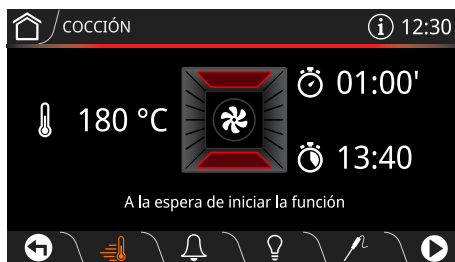 COCCIÓN
i 12:30
180 °C
01:00'
13:40
A la espera de iniciar la función